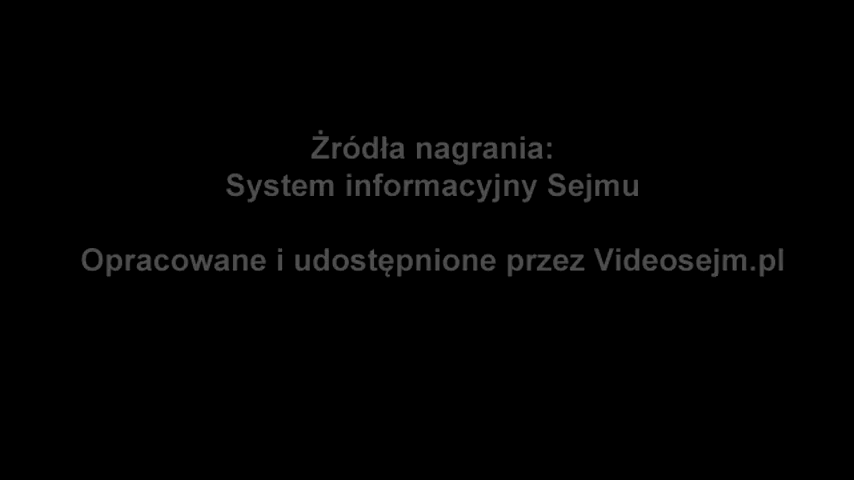 Żródła nagrania:
System informacyjny Sejmu
Opracowane i udostępnione przez Videosejm.pl